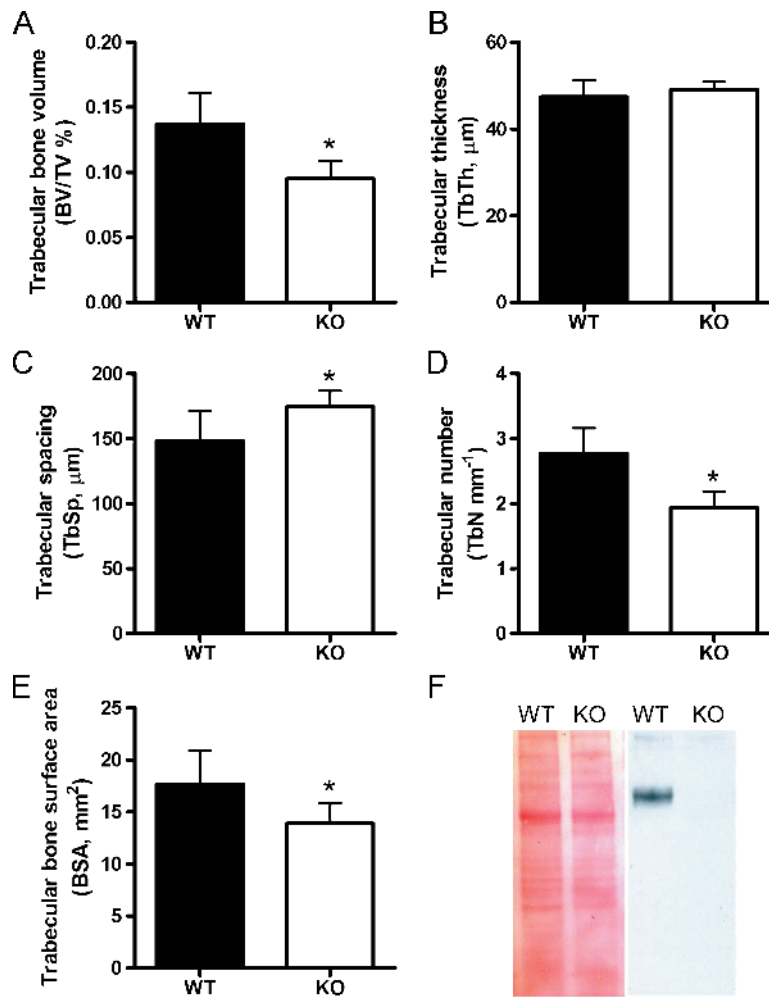 A
Trabecular bone volume
(BV/TV %)
0.20
0.15
0.10
0.05
0.00
*
WT
KO
B
Trabecular thickness
(TbTh, μm)
60
40
20
0
WT
KO
C
Trabecular spacing
(TbSp, μm)
200
150
100
50
0
*
WT
KO
D
Trabecular number
(TbN mm⁻¹)
4
3
2
1
0
*
WT
KO
E
Trabecular bone surface area
(BSA, mm²)
25
20
15
10
5
0
*
WT
KO
F
WT KO WT KO